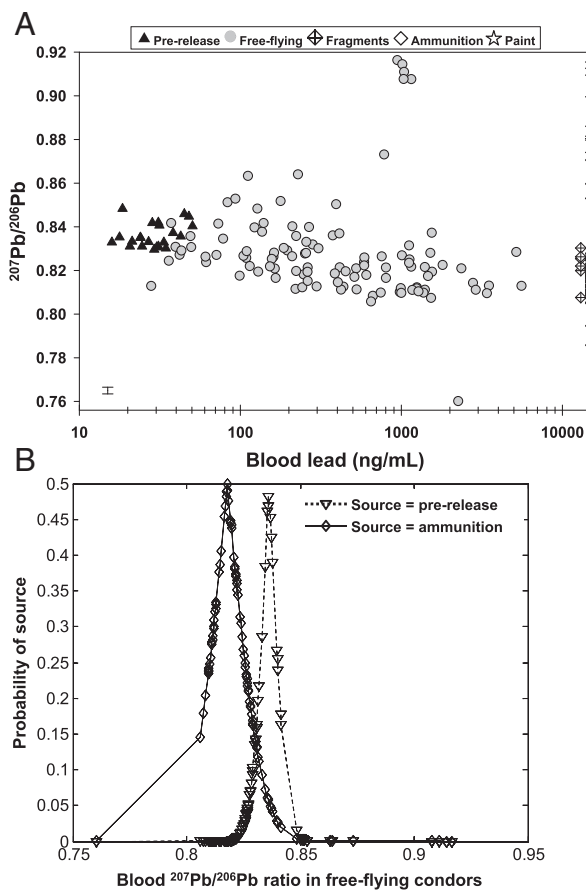 A
Pre-release Free-flying Fragments Ammunition Paint
0.92
0.90
0.88
0.86
0.84
0.82
0.80
0.78
0.76
²⁰⁷Pb/²⁰⁶Pb
10 100 1000 10000
Blood lead (ng/mL)
B
0.5
0.45
0.4
0.35
0.3
0.25
0.2
0.15
0.1
0.05
0
Probability of source
Source = pre-release
Source = ammunition
0.75 0.8 0.85 0.9 0.95
Blood ²⁰⁷Pb/²⁰⁶Pb ratio in free-flying condors